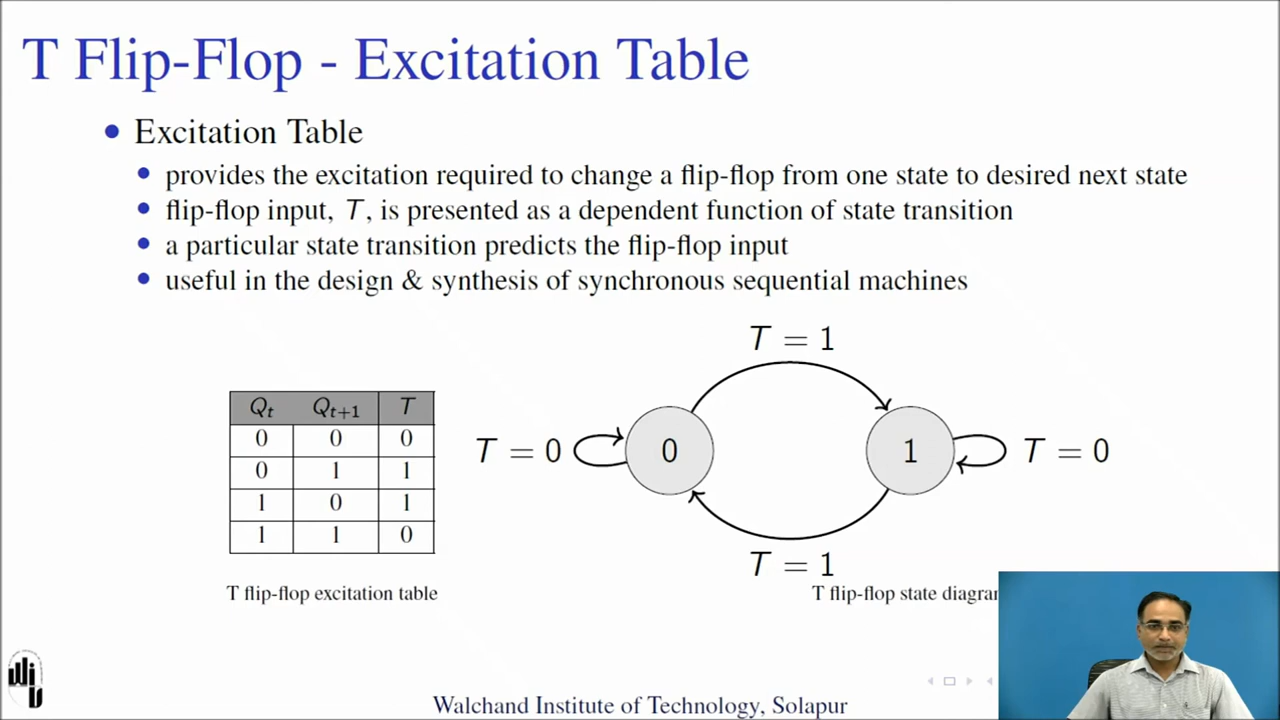 T Flip-Flop - Excitation Table
Excitation Table
provides the excitation required to change a flip-flop from one state to desired next state
flip-flop input, T, is presented as a dependent function of state transition
a particular state transition predicts the flip-flop input
useful in the design & synthesis of synchronous sequential machines
Qt Qt+1 T
0 0 0
0 1 1
1 0 1
1 1 0
T flip-flop excitation table
T = 1
T = 0
0
1
T = 0
T = 1
T flip-flop state diagram
Walchand Institute of Technology, Solapur